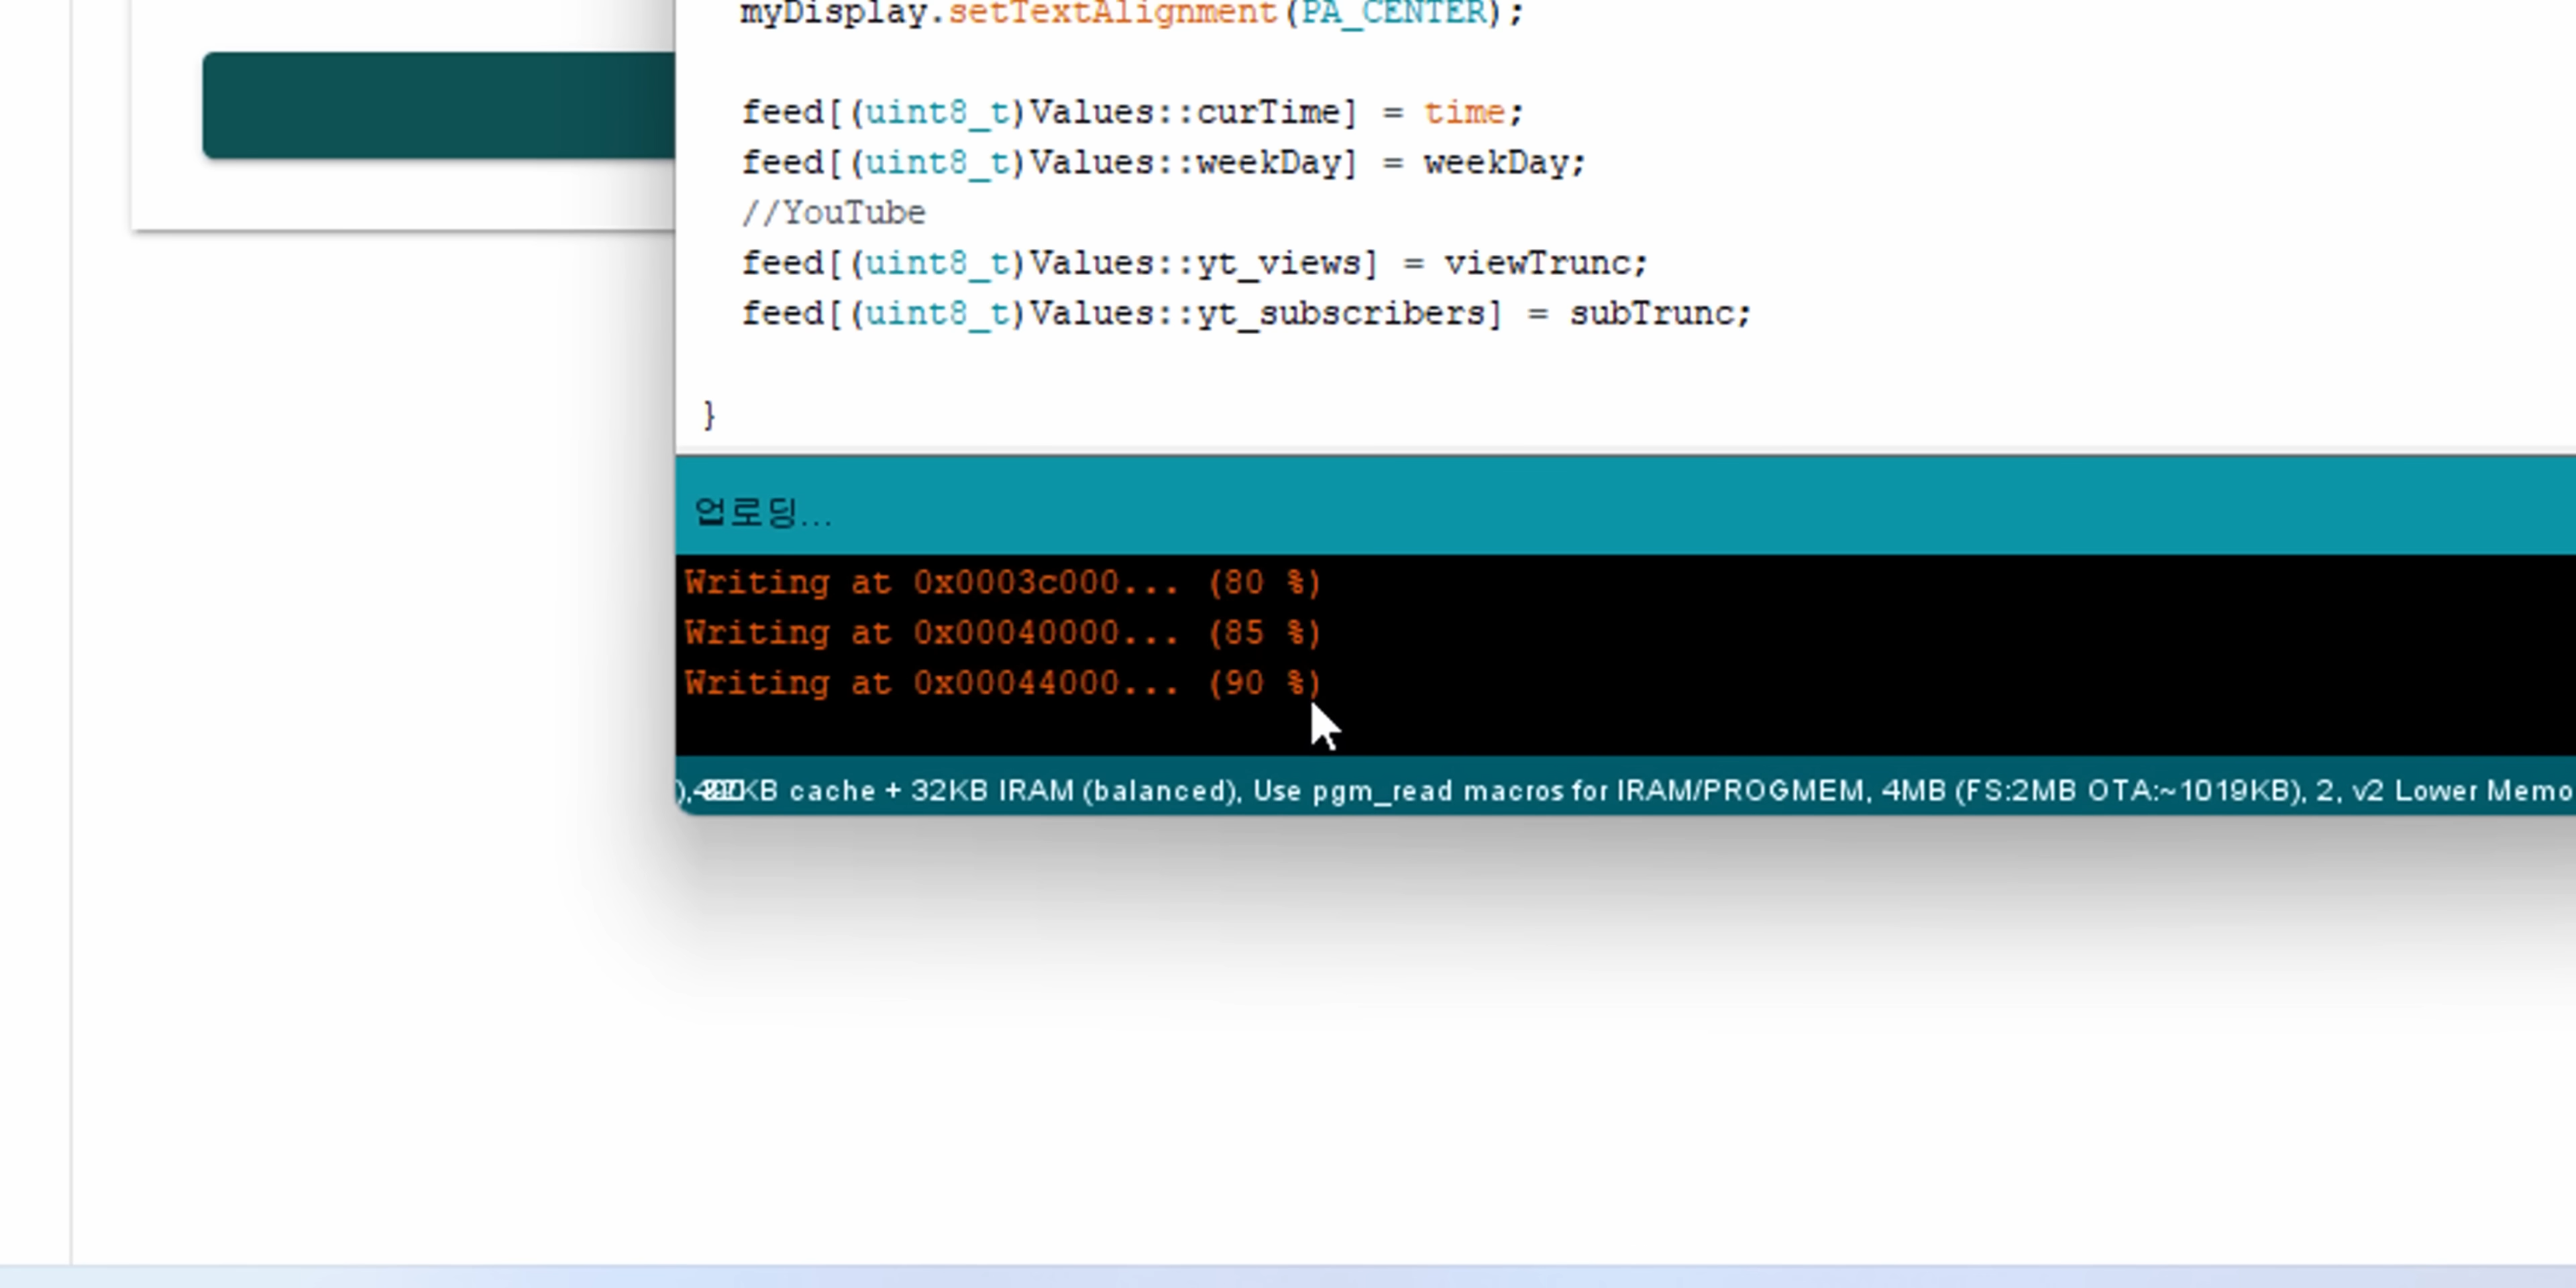 myDisplay.setTextAlignment(PA_CENTER);
feed[(uint8_t)Values::curTime] = time;
feed[(uint8_t)Values::weekDay] = weekDay;
//YouTube
feed[(uint8_t)Values::yt_views] = viewTrunc;
feed[(uint8_t)Values::yt_subscribers] = subTrunc;
}
언로딩...
Writing at 0x0003c000... (80 %)
Writing at 0x00040000... (85 %)
Writing at 0x00044000... (90 %)
cache + 32KB IRAM (balanced), Use pgm_read macros for IRAM/PROGMEM, 4MB (FS:2MB OTA:~1019KB), 2, v2 Lower Memo